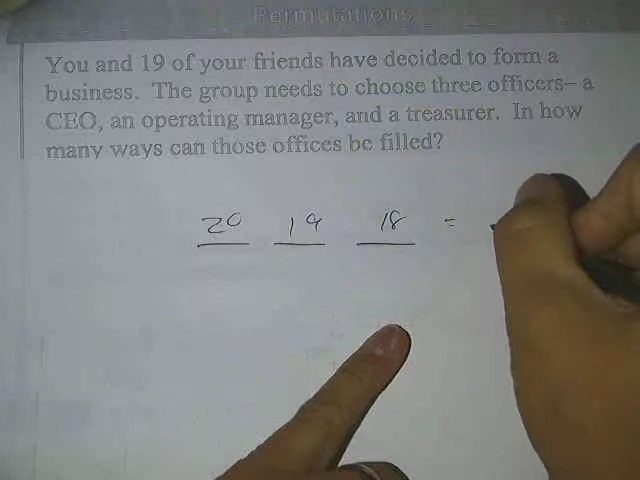 Permutations
You and 19 of your friends have decided to form a
business. The group needs to choose three officers– a
CEO, an operating manager, and a treasurer. In how
many ways can those offices be filled?
20 19 18 =